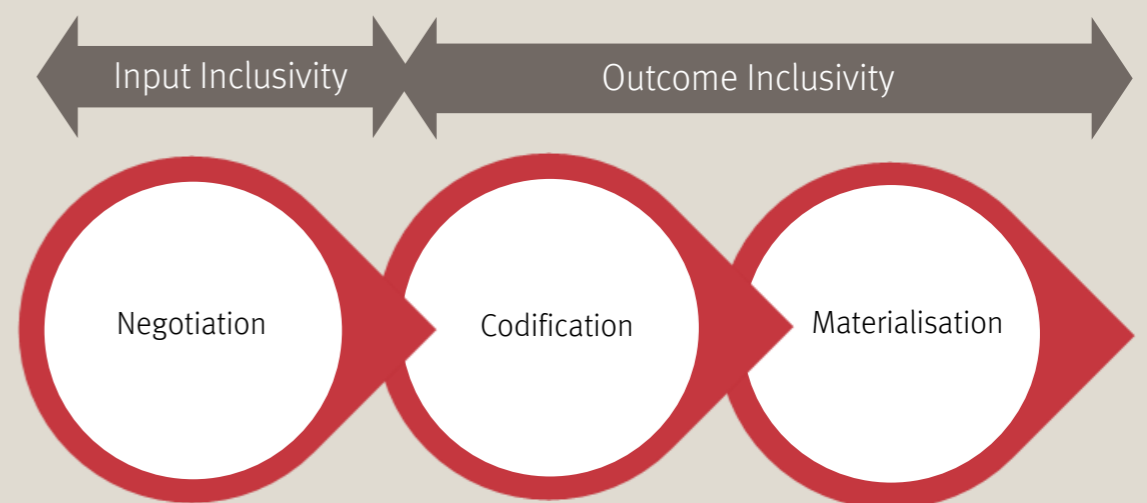 Input Inclusivity
Outcome Inclusivity
Negotiation
Codification
Materialisation